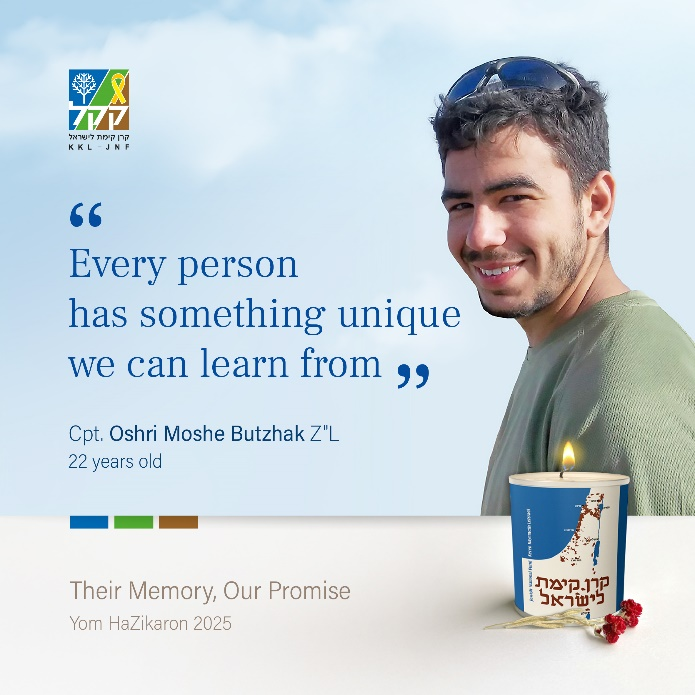 קקל
קרן קימת לישראל
KKL - JNF
“
Every person
has something unique
we can learn from ”
Cpt. Oshri Moshe Butzhak Z"L
22 years old
קרן קימת
לישראל
Their Memory, Our Promise
Yom HaZikaron 2025